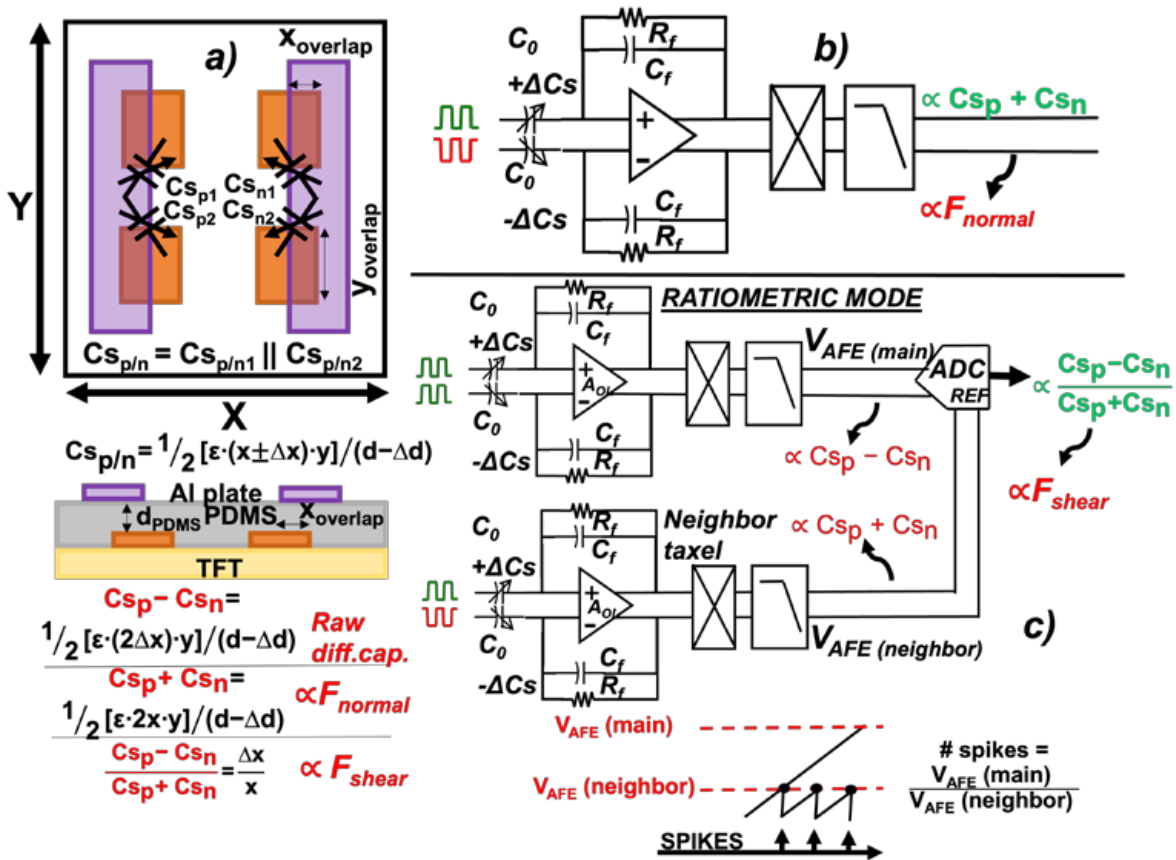 a)
Xoverlap
Y
Csp1 Csn1
Csp2 Csn2
yoverlap
Csp/n = Csp/n1 || Csp/n2
X
Csp/n = 1/2 [ε·(x±Δx)·y]/(d−Δd)
Al plate
dPDMS PDMS Xoverlap
TFT
Csp − Csn =
1/2 [ε·(2Δx)·y]/(d−Δd)
Raw
diff.cap.
Csp + Csn =
1/2 [ε·2x·y]/(d−Δd)
∝Fnormal
Csp − Csn
Csp + Csn
= Δx
x
∝ Fshear
b)
C0
+ΔCs
Rf
Cf
+
−
C0
-ΔCs
Cf
Rf
∝ Csp + Csn
∝Fnormal
RATIOMETRIC MODE
C0
+ΔCs
Rf
Cf
+
AOL
−
C0
-ΔCs
Cf
Rf
VAFE (main)
ADC
REF
∝ Csp−Csn
Csp+Csn
∝ Csp − Csn
∝Fshear
C0
+ΔCs
Rf
Cf
+
AOL
−
C0
-ΔCs
Cf
Rf
Neighbor
taxel
∝ Csp + Csn
VAFE (neighbor)
c)
VAFE (main)
VAFE (neighbor)
# spikes =
VAFE (main)
VAFE (neighbor)
SPIKES